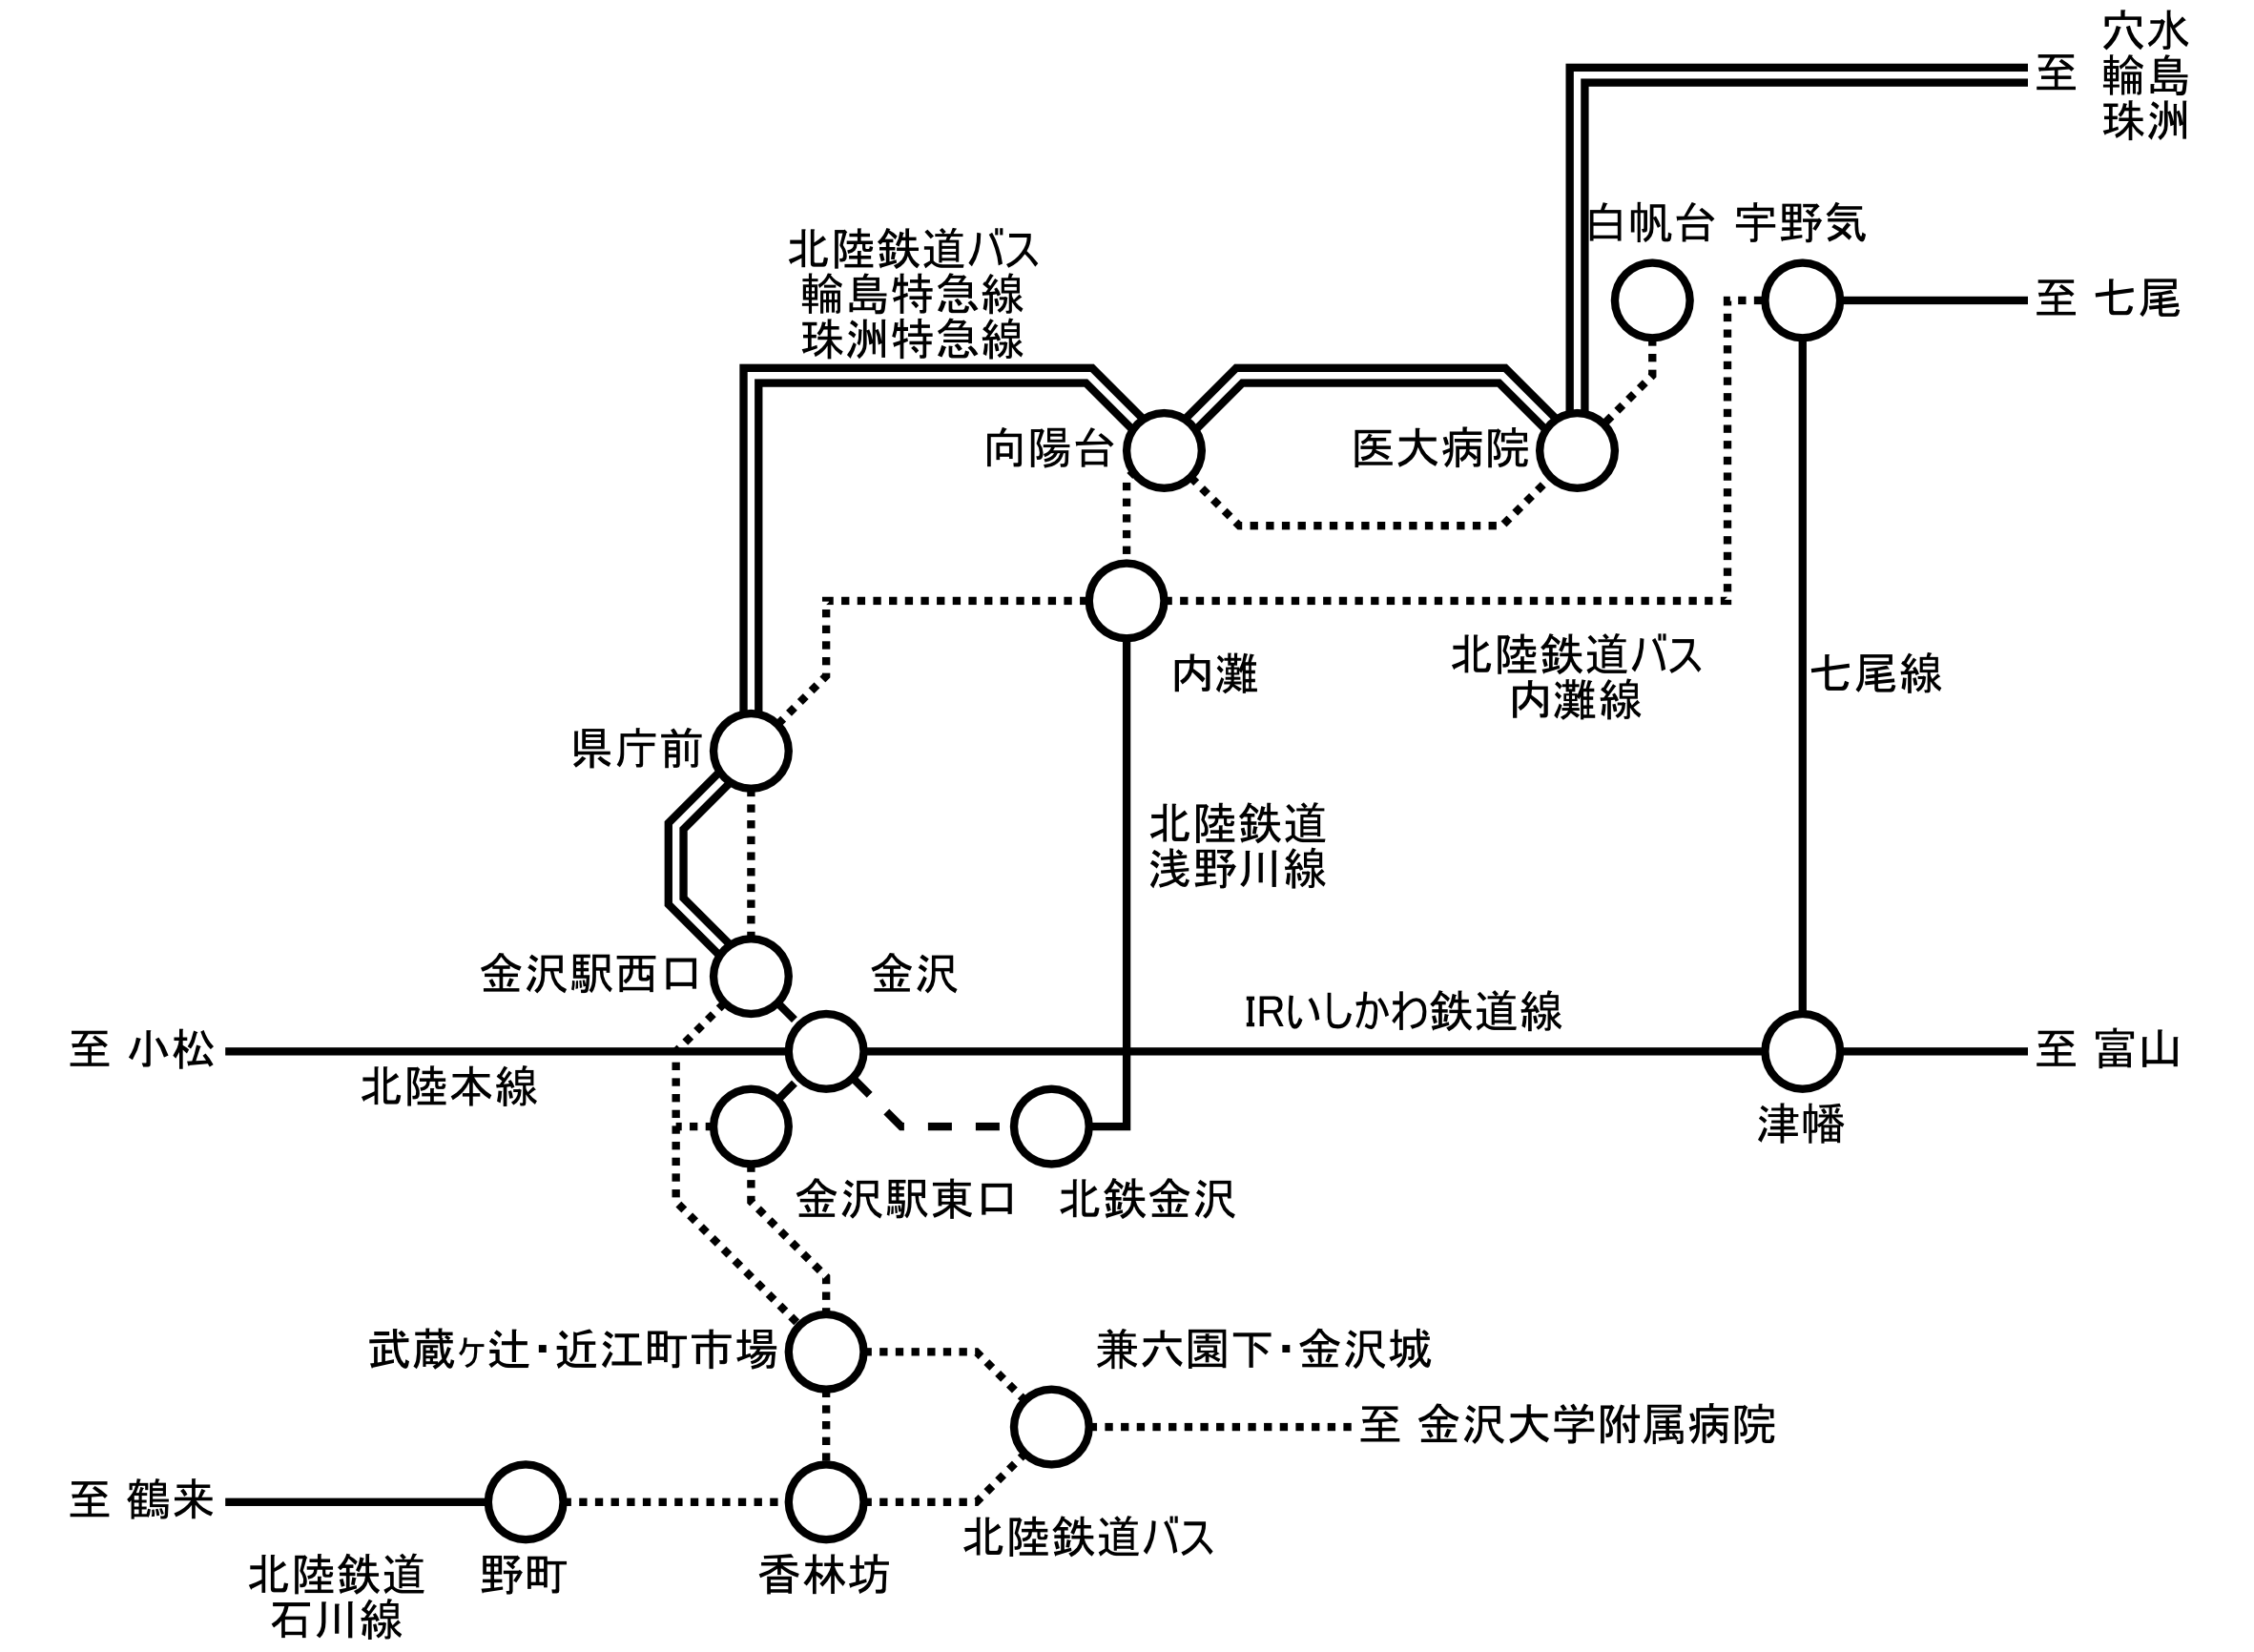 至
穴水
輪島
珠洲
白帆台
宇野気
至 七尾
北陸鉄道バス
輪島特急線
珠洲特急線
向陽台
医大病院
内灘
北陸鉄道バス
内灘線
七尾線
県庁前
北陸鉄道
浅野川線
金沢駅西口
金沢
IRいしかわ鉄道線
至 小松
至 富山
北陸本線
津幡
金沢駅東口
北鉄金沢
武蔵ヶ辻・近江町市場
兼六園下・金沢城
至 金沢大学附属病院
至 鶴来
北陸鉄道バス
北陸鉄道
石川線
野町
香林坊